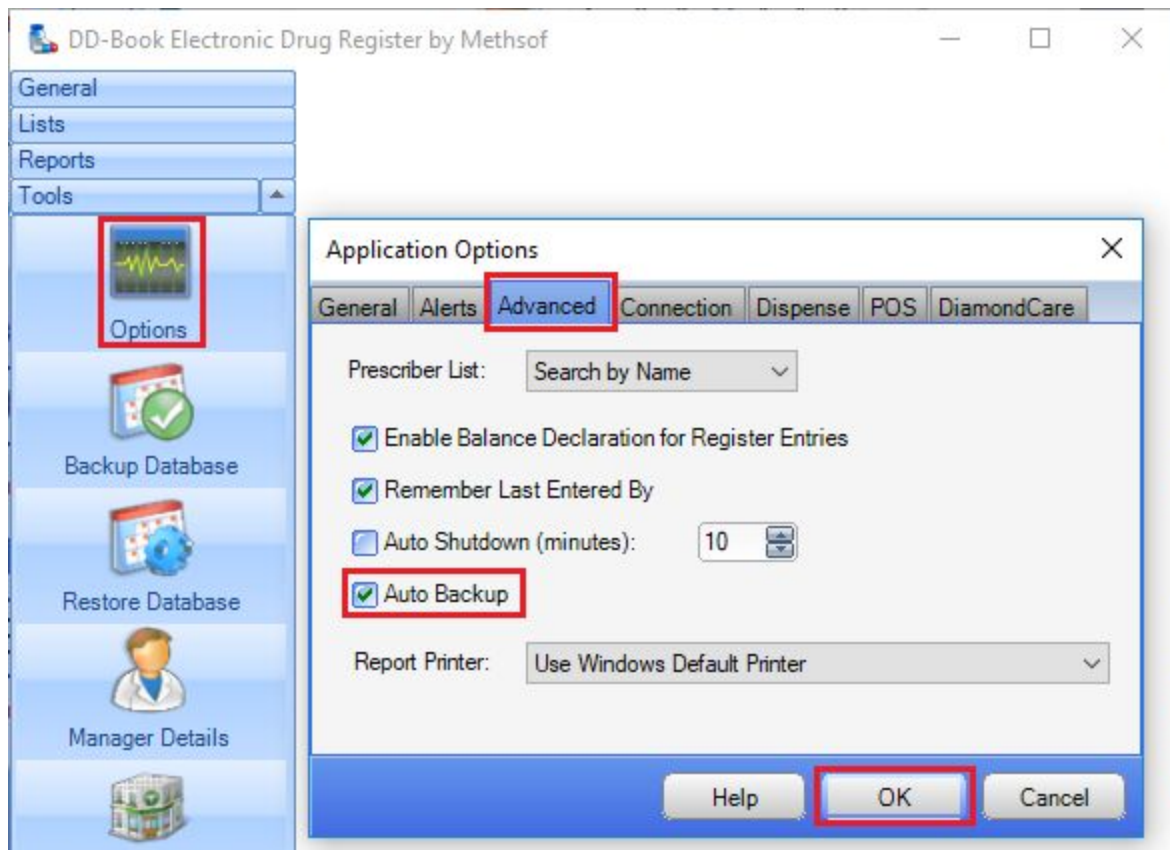 DD-Book Electronic Drug Register by Methsof
General
Lists
Reports
Tools
Options
Backup Database
Restore Database
Manager Details
Application Options
General Alerts Advanced Connection Dispense POS DiamondCare
Prescriber List: Search by Name
Enable Balance Declaration for Register Entries
Remember Last Entered By
Auto Shutdown (minutes): 10
Auto Backup
Report Printer: Use Windows Default Printer
Help OK Cancel